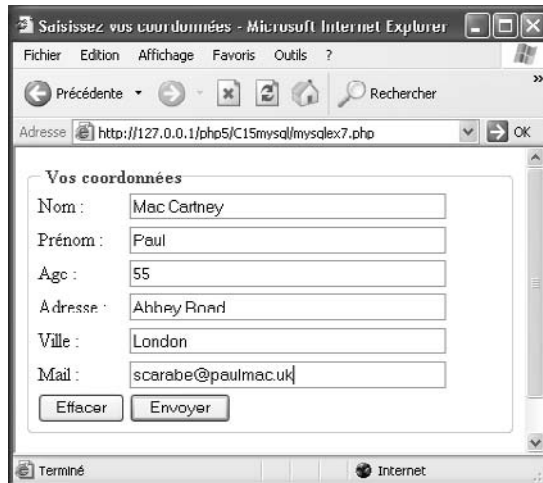 Saisissez vos coordonnées - Microsoft Internet Explorer
Fichier Edition Affichage Favoris Outils ?
Précédente Rechercher »
Adresse http://127.0.0.1/php5/C15mysql/mysqlex7.php OK
Vos coordonnées
Nom : Mac Cartney
Prénom : Paul
Age : 55
Adresse : Abbey Road
Ville : London
Mail : scarabe@paulmac.uk
Effacer Envoyer
Terminé Internet